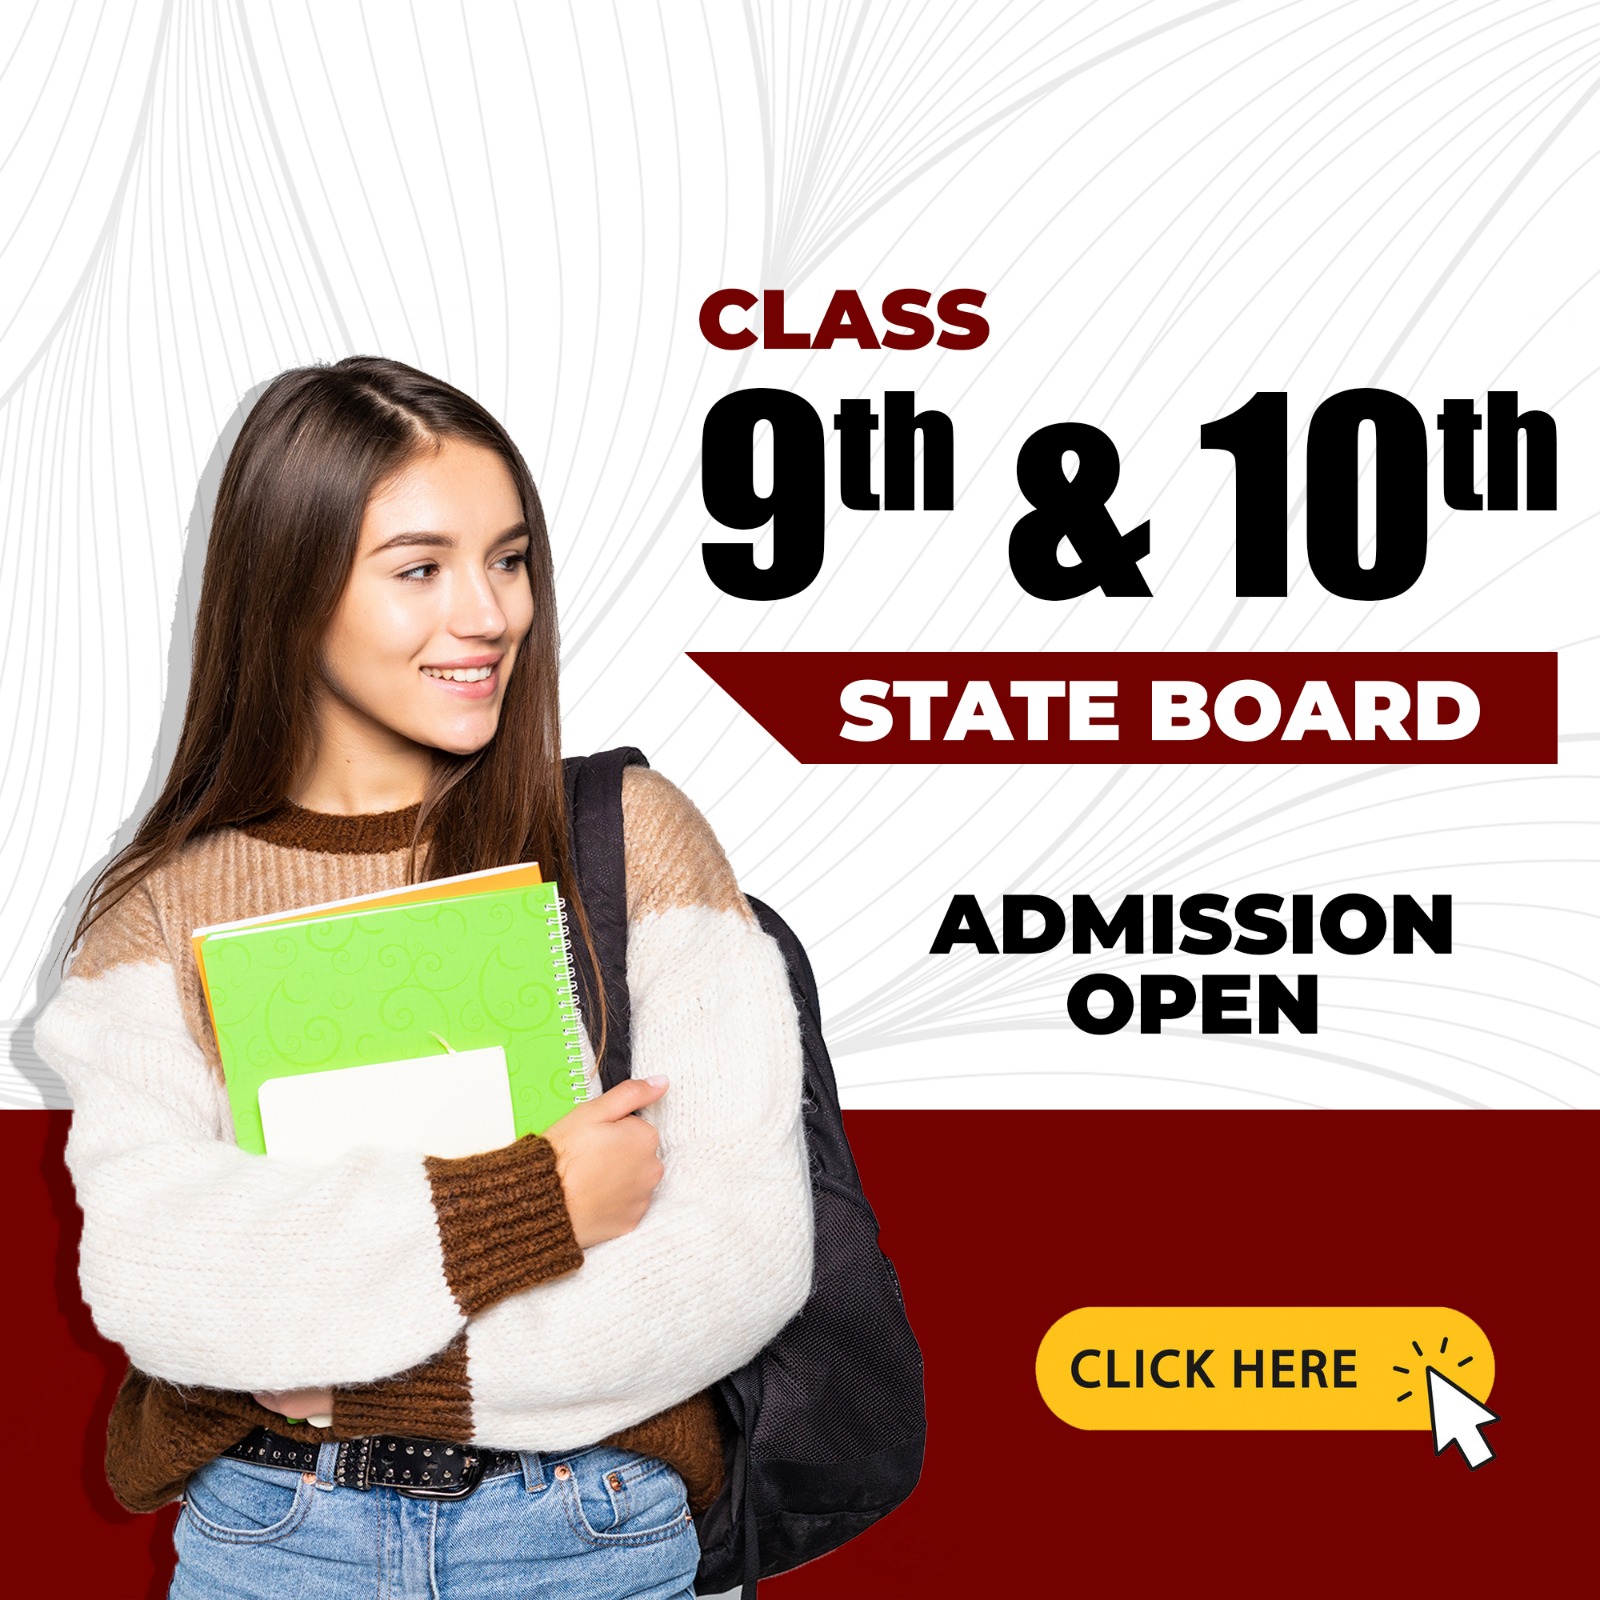 CLASS
9th & 10th
STATE BOARD
ADMISSION
OPEN
CLICK HERE